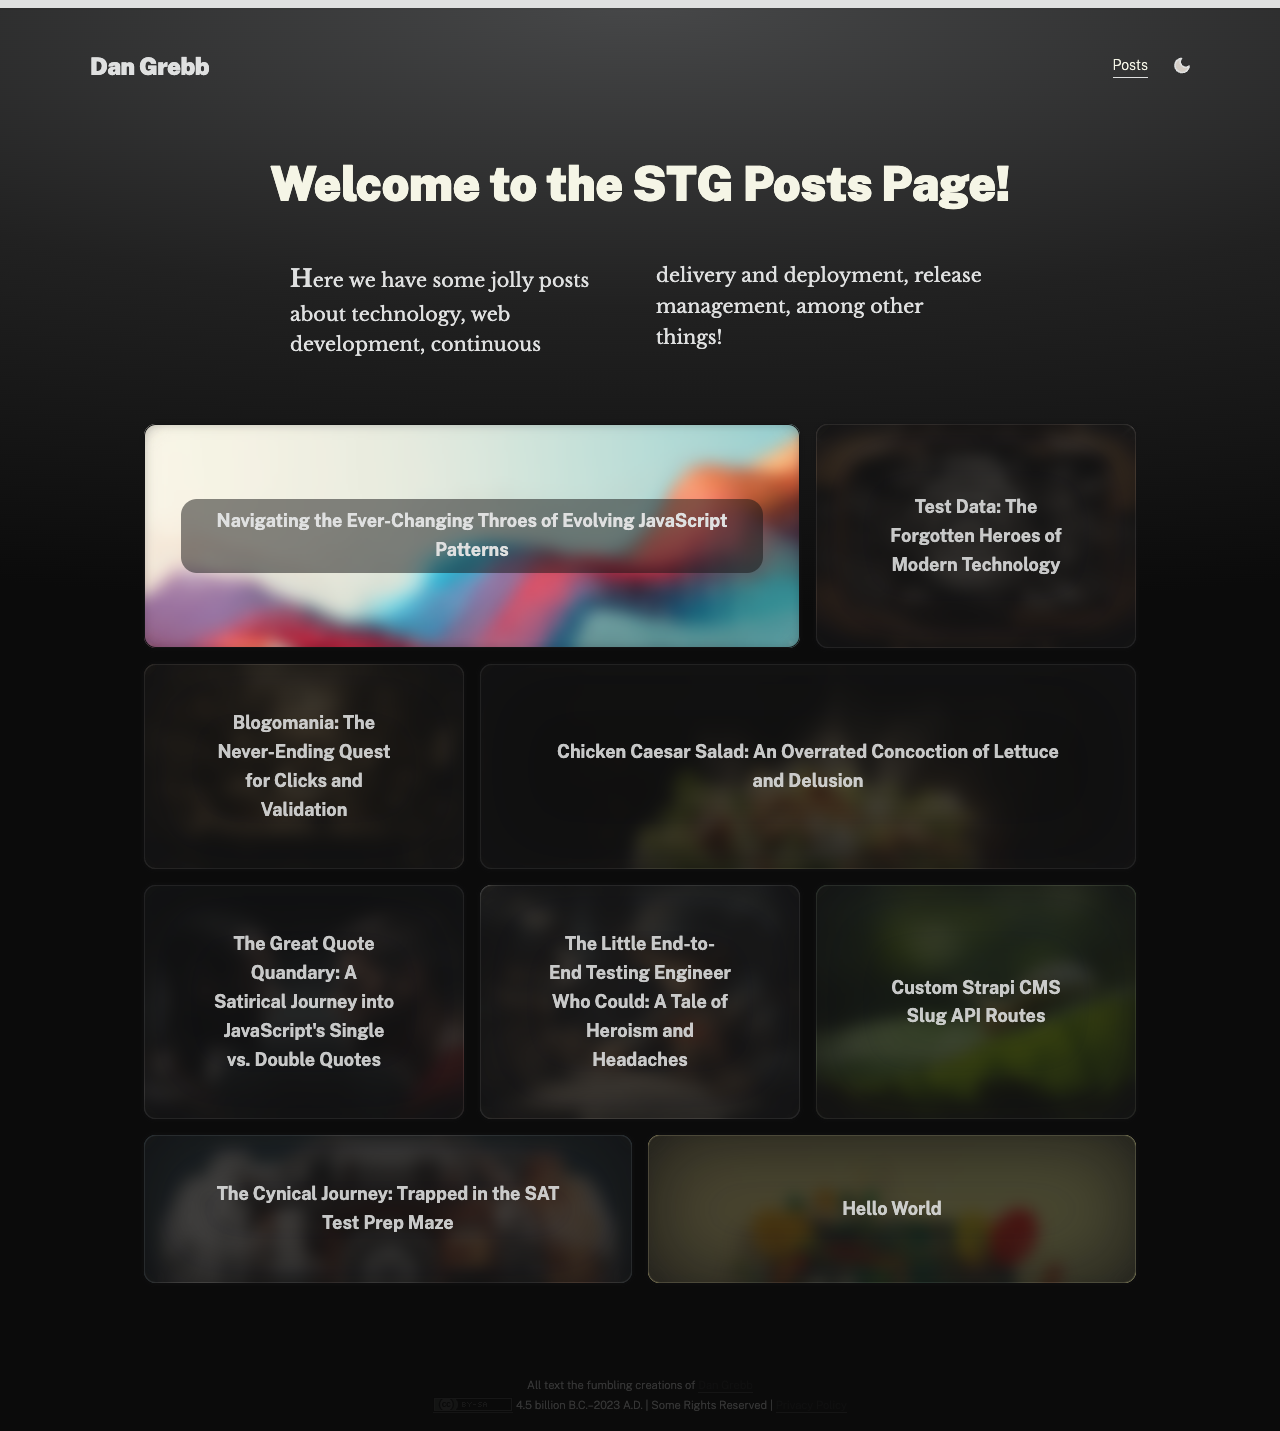 Dan Grebb
Posts
Welcome to the STG Posts Page!
Here we have some jolly posts
about technology, web
development, continuous
delivery and deployment, release
management, among other
things!
Navigating the Ever-Changing Throes of Evolving JavaScript
Patterns
Test Data: The
Forgotten Heroes of
Modern Technology
Blogomania: The
Never-Ending Quest
for Clicks and
Validation
Chicken Caesar Salad: An Overrated Concoction of Lettuce
and Delusion
The Great Quote
Quandary: A
Satirical Journey into
JavaScript's Single
vs. Double Quotes
The Little End-to-
End Testing Engineer
Who Could: A Tale of
Heroism and
Headaches
Custom Strapi CMS
Slug API Routes
The Cynical Journey: Trapped in the SAT
Test Prep Maze
Hello World
All text the fumbling creations of
4.5 billion B.C.–2023 A.D. | Some Rights Reserved |